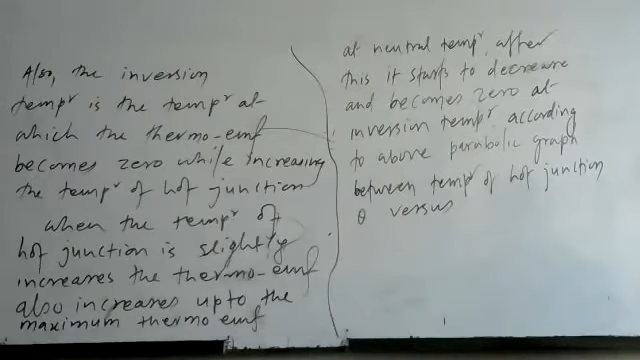 Also, the inversion
tempr is the tempr at
which the thermo-emf
becomes zero while increasing
the tempr of hot junction
when the tempr of
hot junction is slightly
increases the thermo-emf
also increases upto the
maximum thermo emf
at neutral tempr, after
this it starts to decrease
and becomes zero at
inversion tempr according
to above parabolic graph
between tempr of hot junction
θ versus